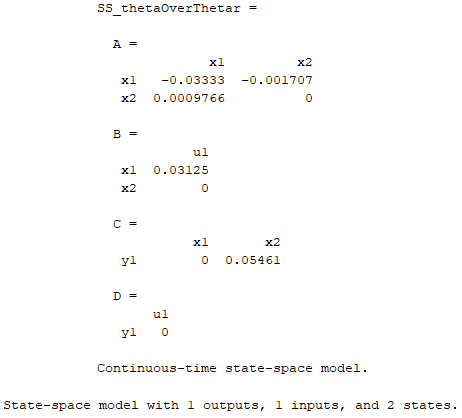 SS_thetaOverThetar =
A =
x1 x2
x1 -0.03333 -0.001707
x2 0.0009766 0
B =
u1
x1 0.03125
x2 0
C =
x1 x2
y1 0 0.05461
D =
u1
y1 0
Continuous-time state-space model.
State-space model with 1 outputs, 1 inputs, and 2 states.